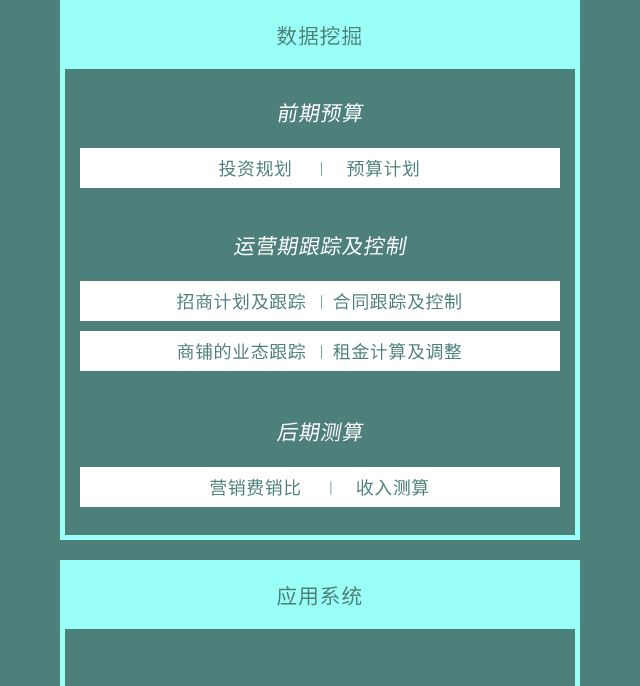 数据挖掘
前期预算
投资规划 | 预算计划
运营期跟踪及控制
招商计划及跟踪 | 合同跟踪及控制
商铺的业态跟踪 | 租金计算及调整
后期测算
营销费销比 | 收入测算
应用系统